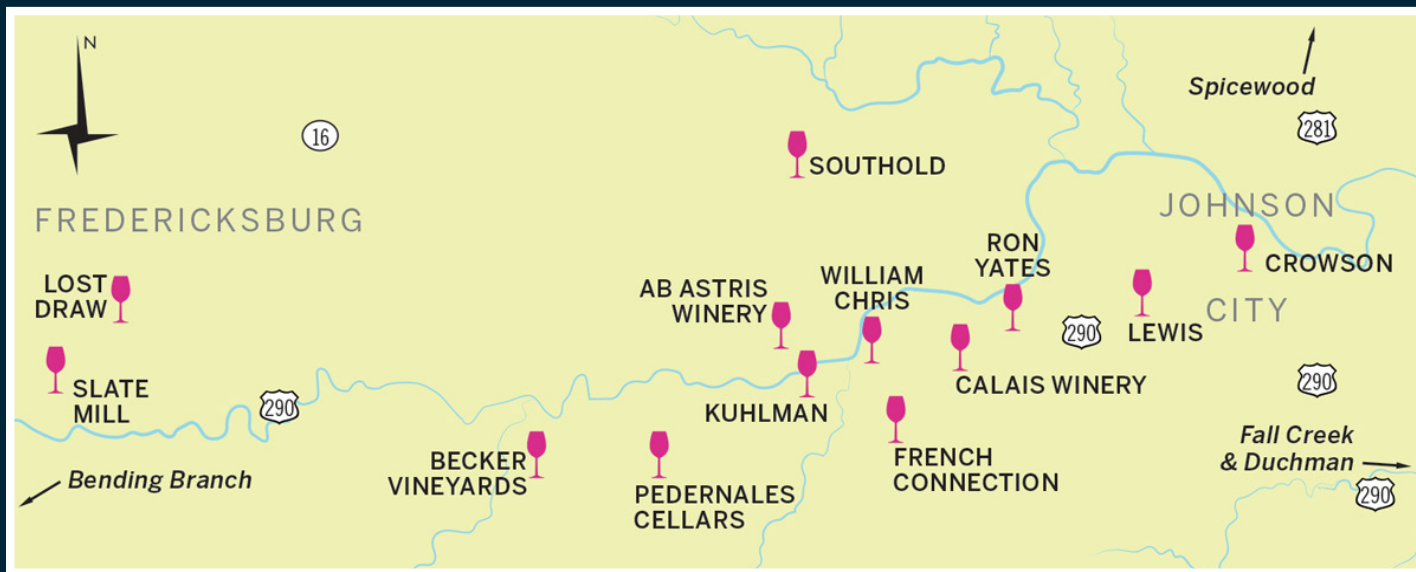 N
Spicewood
281
16
SOUTHOLD
FREDERICKSBURG
JOHNSON
CITY
LOST
DRAW
AB ASTRIS
WINERY
WILLIAM
CHRIS
RON
YATES
CROWSON
290
LEWIS
SLATE
MILL
290
KUHLMAN
CALAIS WINERY
290
Bending Branch
BECKER
VINEYARDS
PEDERNALES
CELLARS
FRENCH
CONNECTION
Fall Creek
& Duchman
290